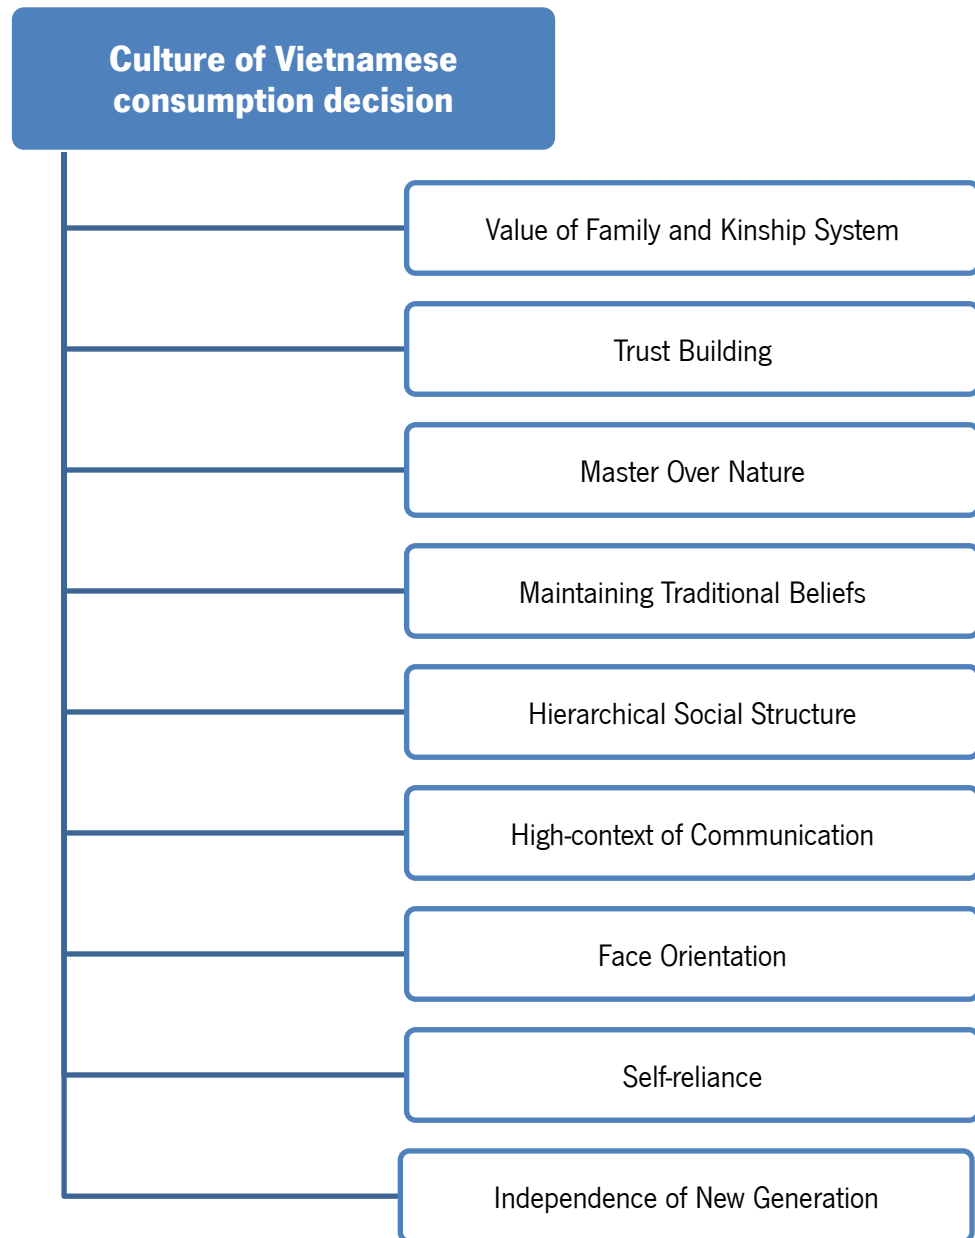 Culture of Vietnamese
consumption decision
Value of Family and Kinship System
Trust Building
Master Over Nature
Maintaining Traditional Beliefs
Hierarchical Social Structure
High-context of Communication
Face Orientation
Self-reliance
Independence of New Generation